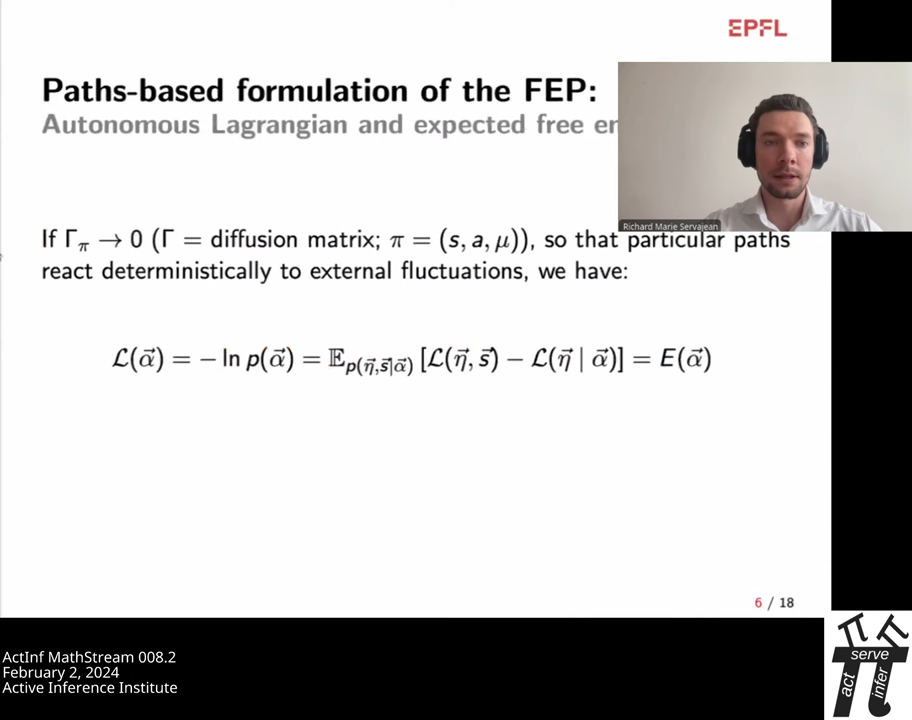 EPFL
Paths-based formulation of the FEP:
Autonomous Lagrangian and expected free
Richard Marie Servajean
If Γ_π → 0 (Γ = diffusion matrix; π = (s, a, μ)), so that particular paths
react deterministically to external fluctuations, we have:
ℒ(α⃗) = − ln p(α⃗) = 𝔼_{p(η⃗,s⃗|α⃗)} [ℒ(η⃗, s⃗) − ℒ(η⃗ | α⃗)] = E(α⃗)
6 / 18
ActInf MathStream 008.2
February 2, 2024
Active Inference Institute
π π
serve
π
act infer